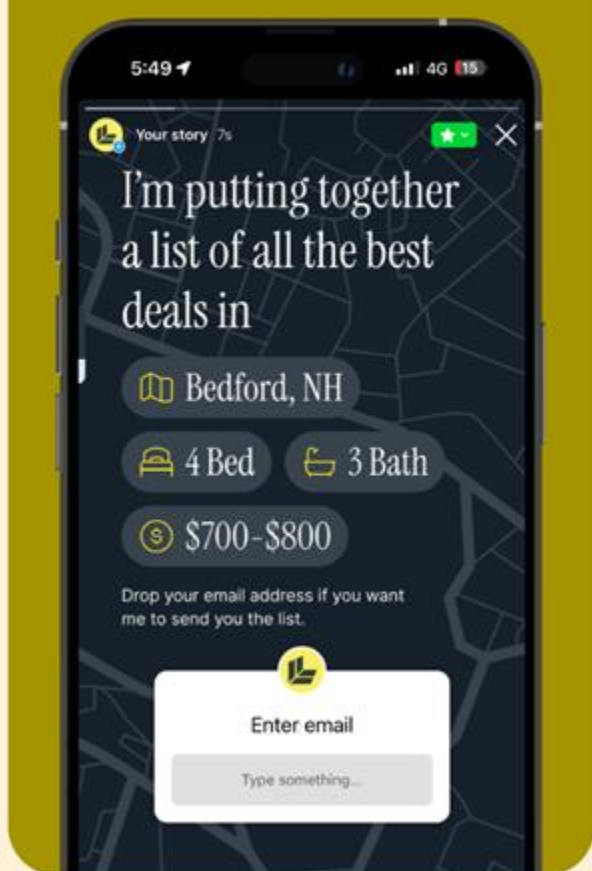 5:49
4G 15
Your story 7s
I'm putting together
a list of all the best
deals in
Bedford, NH
4 Bed
3 Bath
$700-$800
Drop your email address if you want
me to send you the list.
Enter email
Type something...